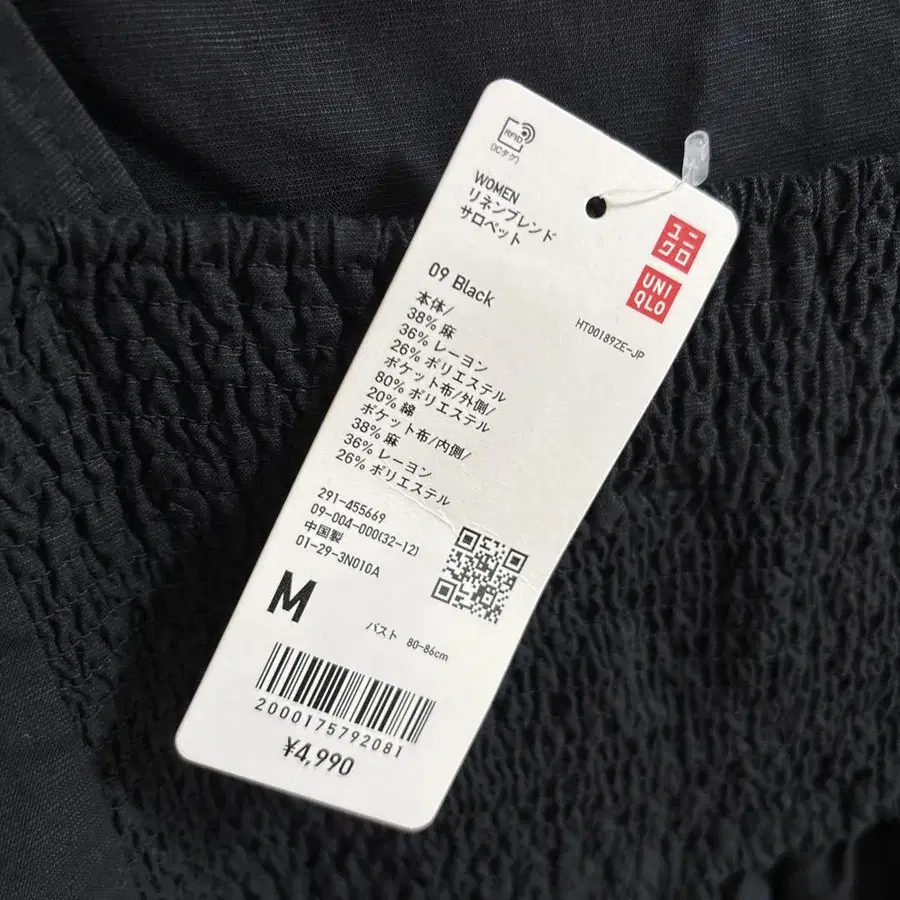 RFID
(ICタグ)
WOMEN
リネンブレンド
サロペット
ユニ
クロ
UNI
QLO
09 Black
HT00189ZE-JP
本体/
38% 麻
36% レーヨン
26% ポリエステル
ポケット布/外側/
80% ポリエステル
20% 綿
ポケット布/内側/
38% 麻
36% レーヨン
26% ポリエステル
291-455669
09-004-000(32-12)
中国製
01-29-3N010A
M
バスト 80-86cm
2000175792081
¥4,990